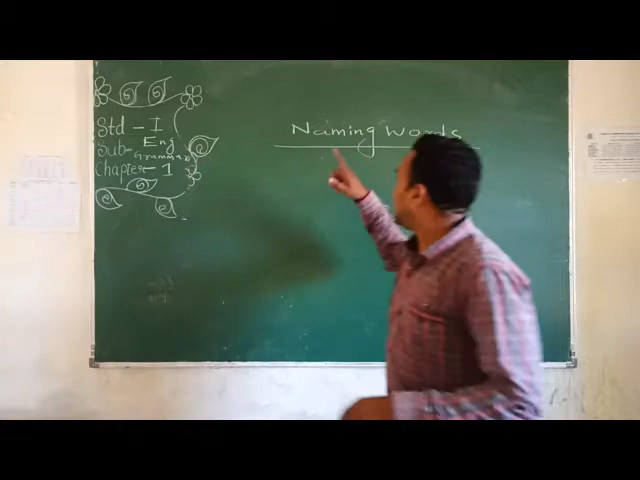 Std - I
Sub- Eng
Grammar
Chapter - 1
Naming Words